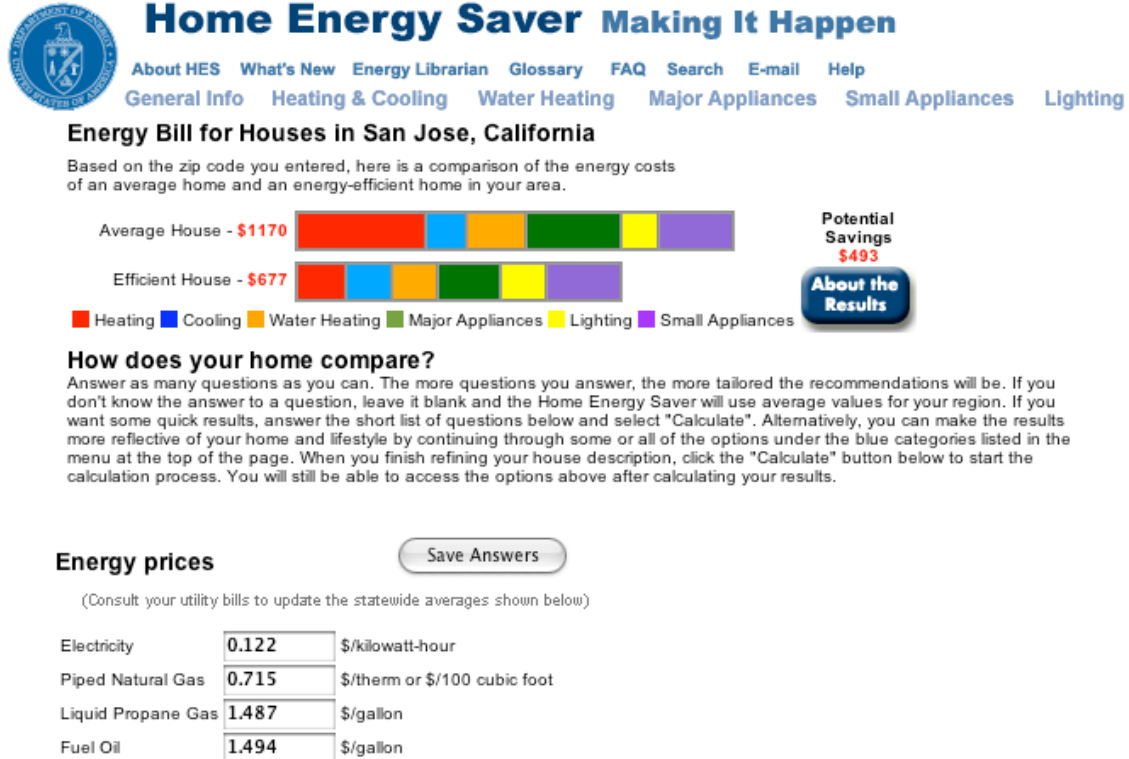 Home Energy Saver Making It Happen
DEPARTMENT OF ENERGY
UNITED STATES OF AMERICA
About HES What's New Energy Librarian Glossary FAQ Search E-mail Help
General Info Heating & Cooling Water Heating Major Appliances Small Appliances Lighting
Energy Bill for Houses in San Jose, California
Based on the zip code you entered, here is a comparison of the energy costs
of an average home and an energy-efficient home in your area.
Average House - $1170
Efficient House - $677
Potential
Savings
$493
About the
Results
Heating Cooling Water Heating Major Appliances Lighting Small Appliances
How does your home compare?
Answer as many questions as you can. The more questions you answer, the more tailored the recommendations will be. If you
don't know the answer to a question, leave it blank and the Home Energy Saver will use average values for your region. If you
want some quick results, answer the short list of questions below and select "Calculate". Alternatively, you can make the results
more reflective of your home and lifestyle by continuing through some or all of the options under the blue categories listed in the
menu at the top of the page. When you finish refining your house description, click the "Calculate" button below to start the
calculation process. You will still be able to access the options above after calculating your results.
Energy prices
Save Answers
(Consult your utility bills to update the statewide averages shown below)
Electricity 0.122 $/kilowatt-hour
Piped Natural Gas 0.715 $/therm or $/100 cubic foot
Liquid Propane Gas 1.487 $/gallon
Fuel Oil 1.494 $/gallon